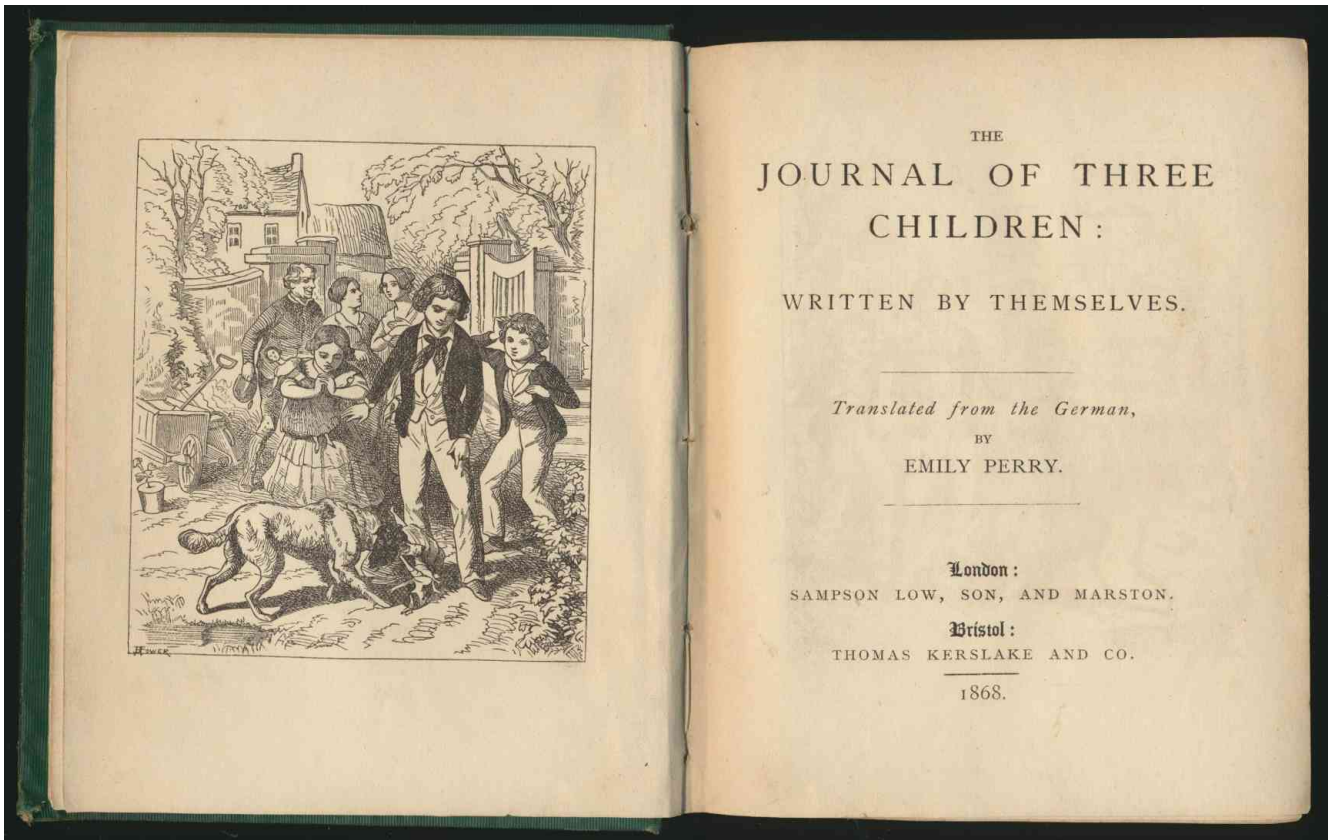 THE
JOURNAL OF THREE
CHILDREN:
WRITTEN BY THEMSELVES.
Translated from the German,
BY
EMILY PERRY.
London:
SAMPSON LOW, SON, AND MARSTON.
Bristol:
THOMAS KERSLAKE AND CO.
1868.